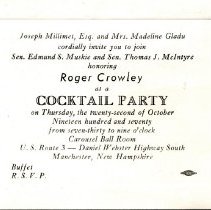 Joseph Millimet, Esq. and Mrs. Madeline Gladu
cordially invite you to join
Sen. Edmund S. Muskie and Sen. Thomas J. McIntyre
honoring
Roger Crowley
at a
COCKTAIL PARTY
on Thursday, the twenty-second of October
Nineteen hundred and seventy
from seven-thirty to nine o'clock
Carousel Ball Room
U. S. Route 3 — Daniel Webster Highway South
Manchester, New Hampshire
Buffet
R. S. V. P.